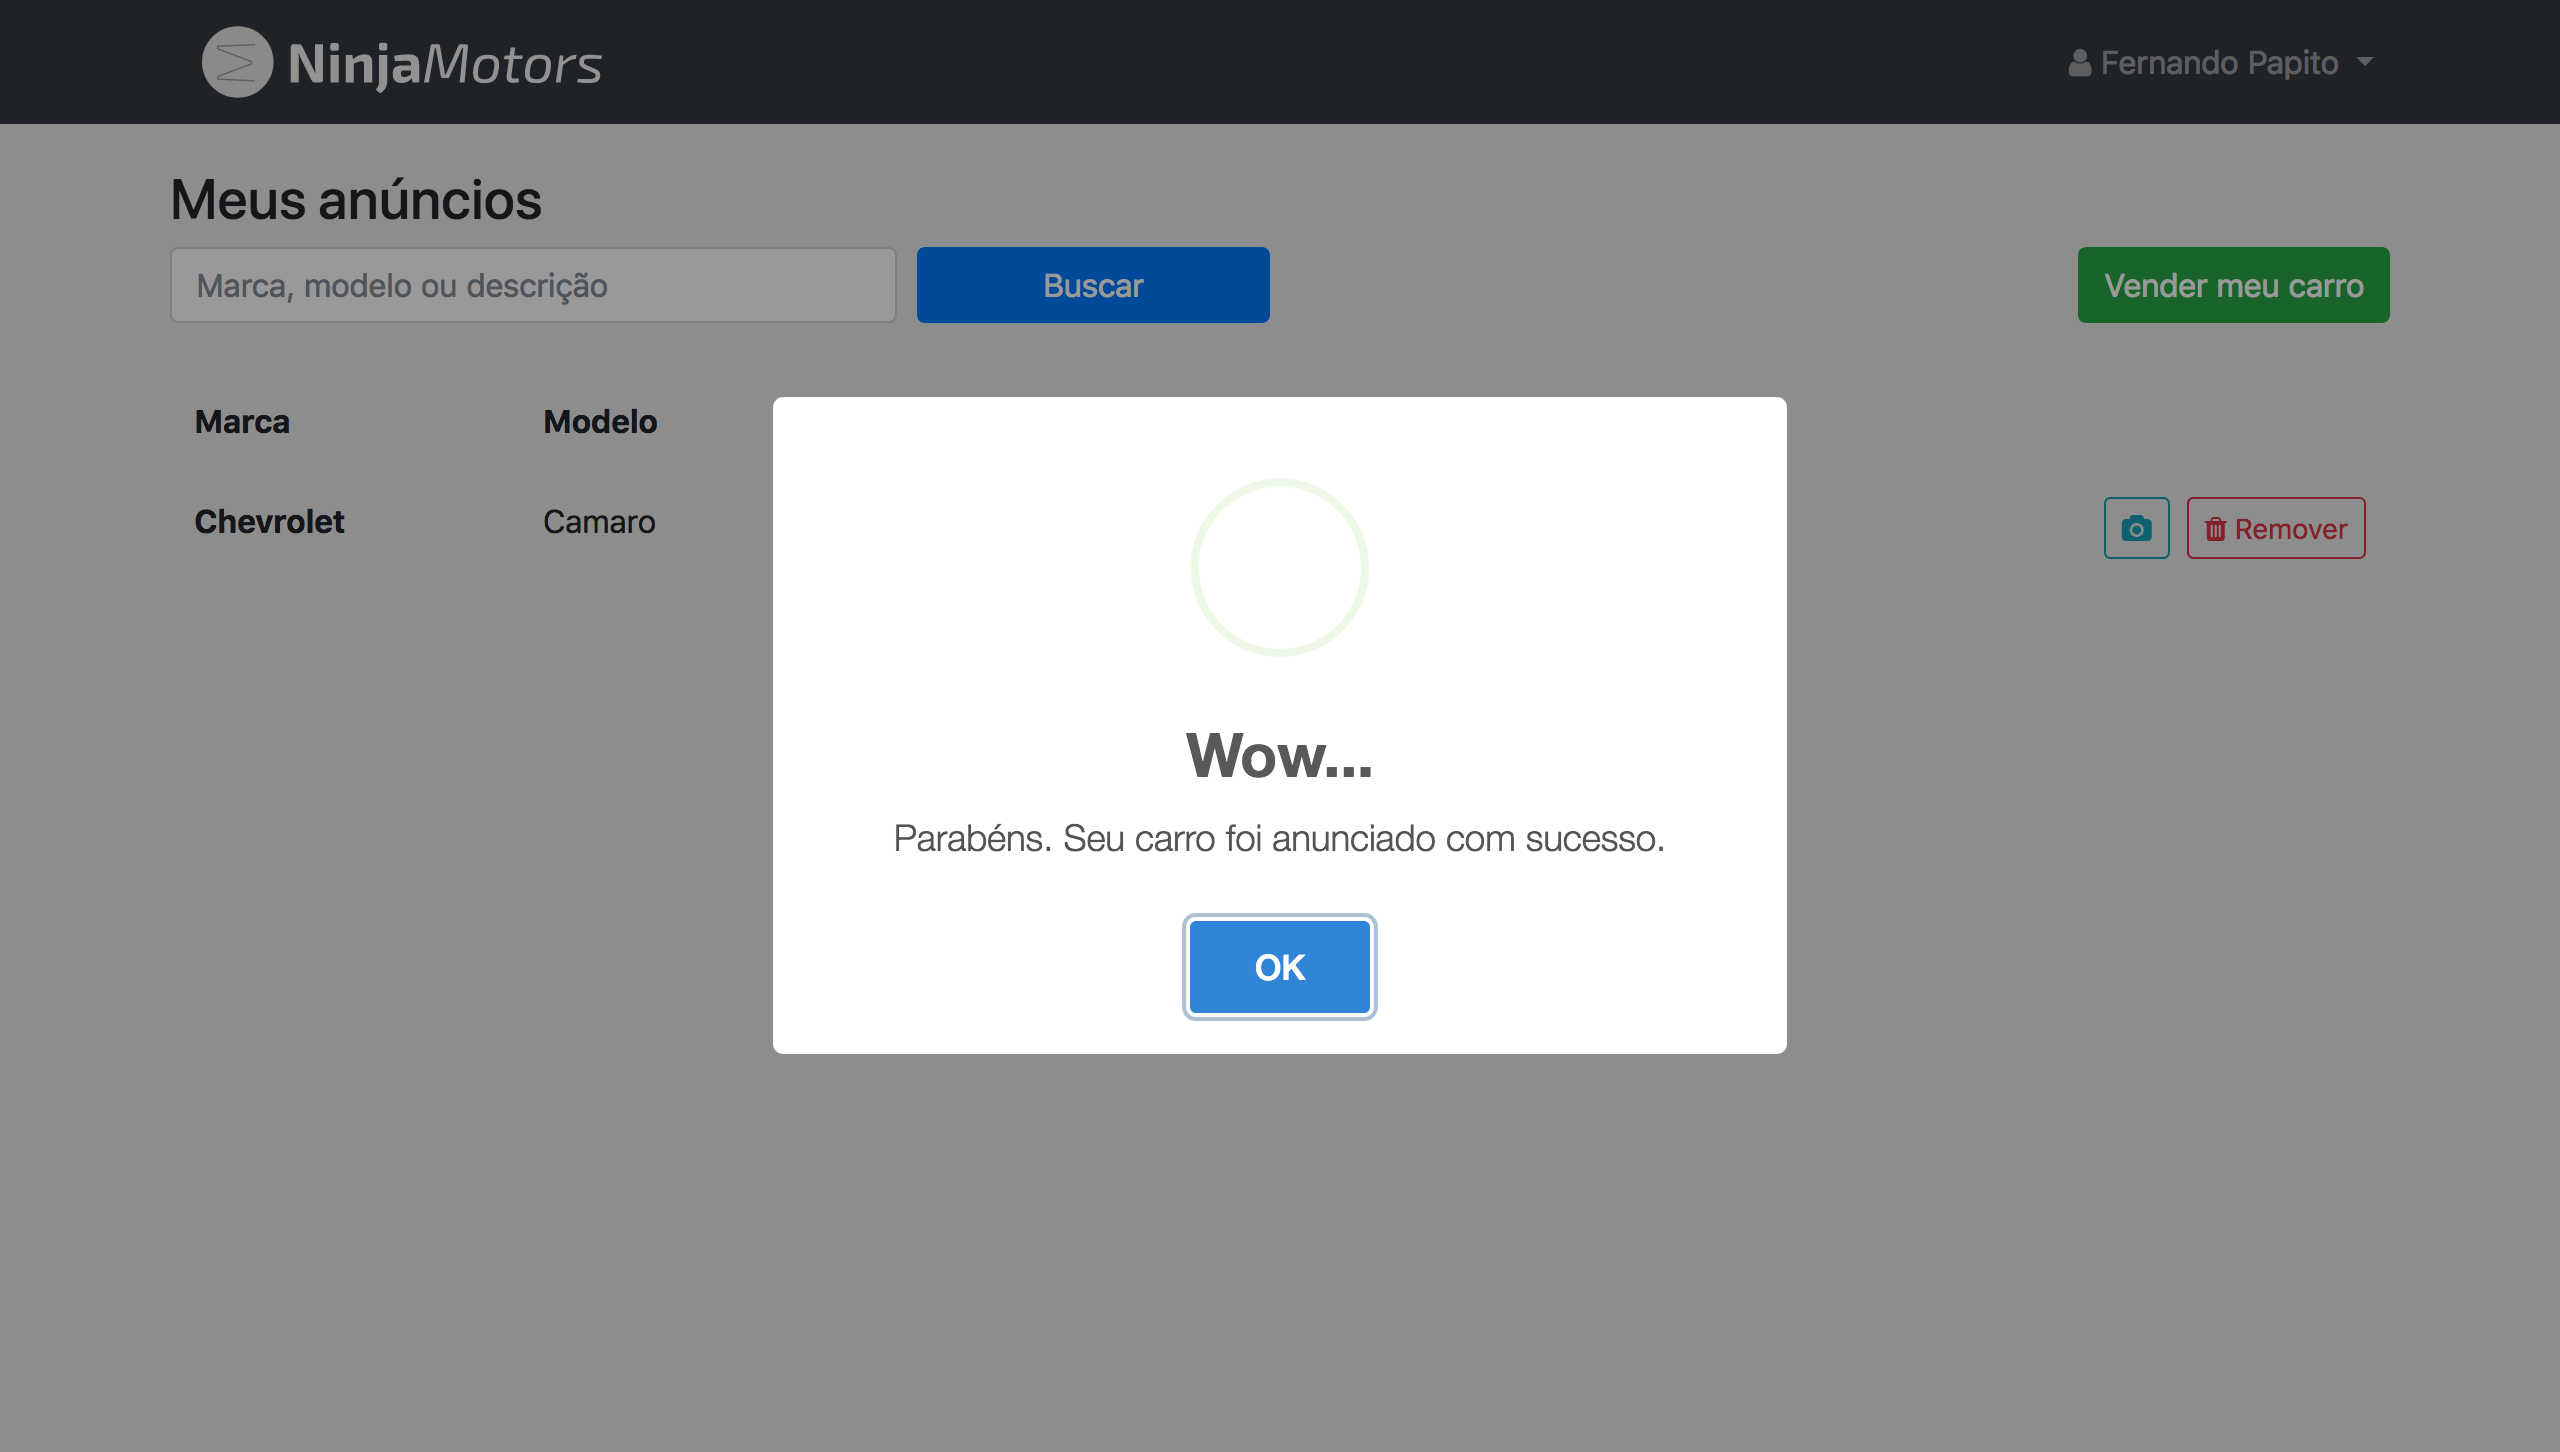 NinjaMotors
Fernando Papito
Meus anúncios
Marca, modelo ou descrição
Buscar
Vender meu carro
Marca
Modelo
Chevrolet
Camaro
Remover
Wow...
Parabéns. Seu carro foi anunciado com sucesso.
OK